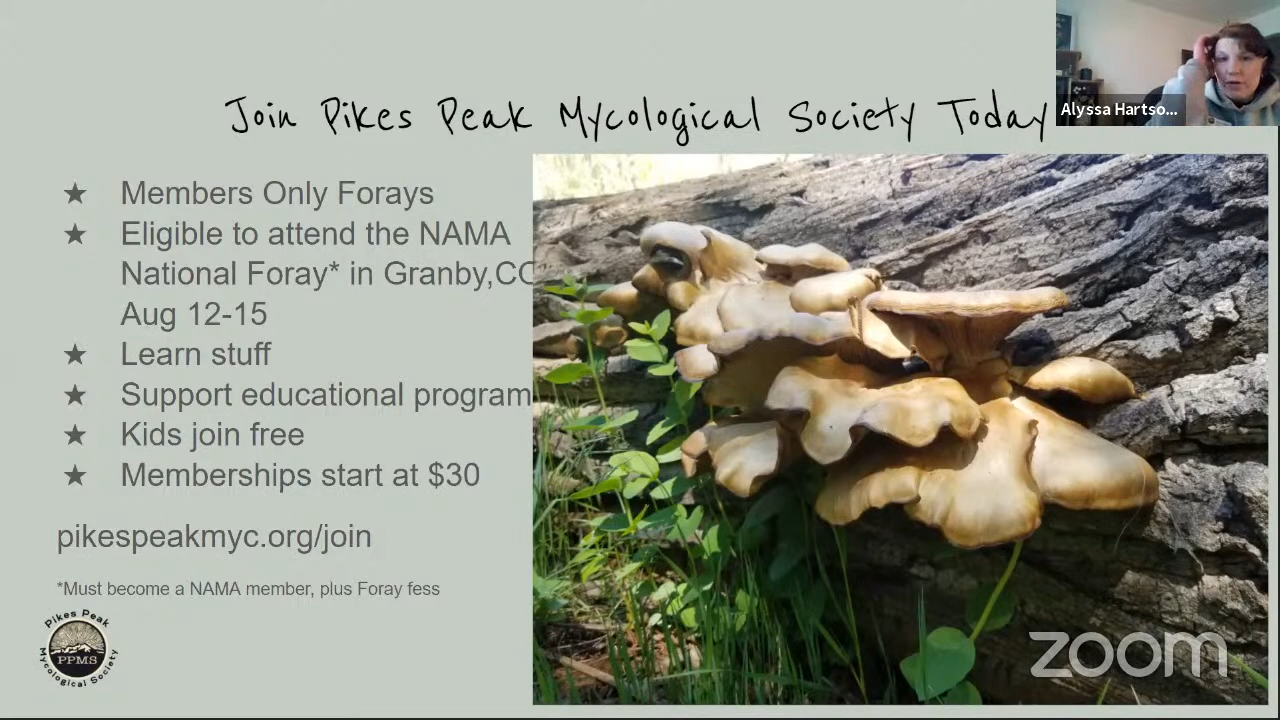 Join Pikes Peak Mycological Society Today
Alyssa Hartso...
★ Members Only Forays
★ Eligible to attend the NAMA
National Foray* in Granby,CO
Aug 12-15
★ Learn stuff
★ Support educational program
★ Kids join free
★ Memberships start at $30
pikespeakmyc.org/join
*Must become a NAMA member, plus Foray fess
Pikes Peak
PPMS
Mycological Society
zoom